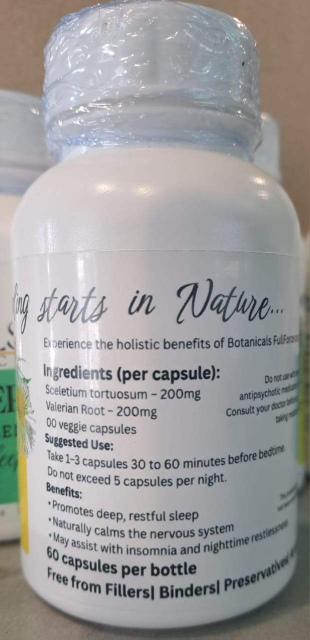 starts in Nature...
Experience the holistic benefits of Botanicals
Ingredients (per capsule):
Sceletium tortuosum - 200mg
Valerian Root - 200mg
00 veggie capsules
Suggested Use:
Take 1-3 capsules 30 to 60 minutes before bedtime.
Do not exceed 5 capsules per night.
Benefits:
• Promotes deep, restful sleep
• Naturally calms the nervous system
• May assist with insomnia and nighttime restlessness
60 capsules per bottle
Free from Fillers| Binders| Preservatives|
Do not use
antipsychotic
Consult your doctor before
taking